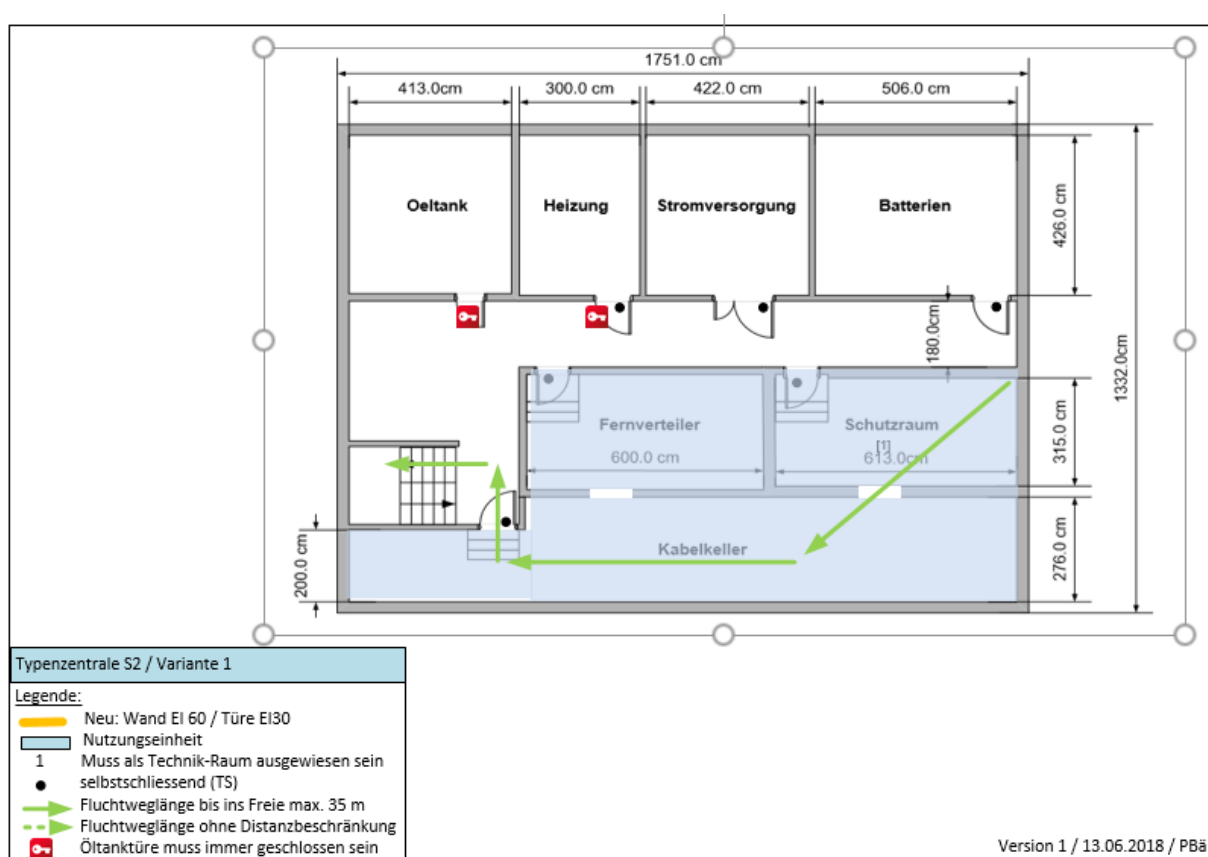 1751.0 cm
413.0cm
300.0 cm
422.0 cm
506.0 cm
Oeltank
Heizung
Stromversorgung
Batterien
426.0 cm
180.0cm
1332.0cm
Fernverteiler
600.0 cm
Schutzraum
[1]
613.0cm
315.0 cm
Kabelkeller
276.0 cm
200.0 cm
Typenzentrale S2 / Variante 1
Legende:
Neu: Wand EI 60 / Türe EI30
Nutzungseinheit
1 Muss als Technik-Raum ausgewiesen sein
selbstschliessend (TS)
Fluchtweglänge bis ins Freie max. 35 m
Fluchtweglänge ohne Distanzbeschränkung
Öltanktüre muss immer geschlossen sein
Version 1 / 13.06.2018 / PBä